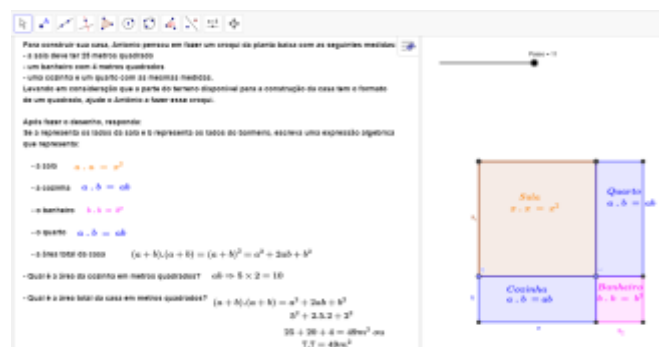 Para construir sua casa, Antonio pensou em fazer um croqui da planta baixa com as seguintes medidas:
- a sala deve ter 25 metros quadrado
- um banheiro com 4 metros quadrados
- uma cozinha e um quarto com as mesmas medidas.
Levando em consideração que a parte do terreno disponível para a construção da casa tem o formato
de um quadrado, ajude o Antônio a fazer esse croqui.
Após fazer o desenho, responda:
Se a representa os lados da sala e b representa os lados do banheiro, escreva uma expressão algébrica
que represente:
- a sala a . a = a²
- a cozinha a . b = ab
- o banheiro b . b = b²
- o quarto a . b = ab
- a área total da casa (a + b).(a + b) = (a + b)² = a² + 2ab + b²
- Qual é a área da cozinha em metros quadrados? ab ⇒ 5 × 2 = 10
- Qual é a área total da casa em metros quadrados? (a + b).(a + b) = a² + 2ab + b²
5² + 2.5.2 + 2²
25 + 20 + 4 = 49m² ou
7.7 = 49m²
Sala
a . a = a²
Quarto
a . b = ab
Cozinha
a . b = ab
Banheiro
b . b = b²